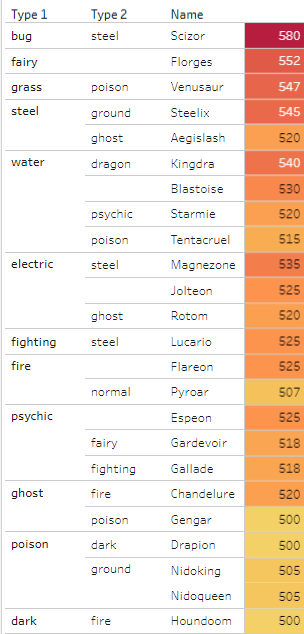 Type 1 Type 2 Name
bug steel Scizor 580
fairy Florges 552
grass poison Venusaur 547
steel ground Steelix 545
ghost Aegislash 520
water dragon Kingdra 540
Blastoise 530
psychic Starmie 520
poison Tentacruel 515
electric steel Magnezone 535
Jolteon 525
ghost Rotom 520
fighting steel Lucario 525
fire Flareon 525
normal Pyroar 507
psychic Espeon 525
fairy Gardevoir 518
fighting Gallade 518
ghost fire Chandelure 520
poison Gengar 500
poison dark Drapion 500
ground Nidoking 505
Nidoqueen 505
dark fire Houndoom 500